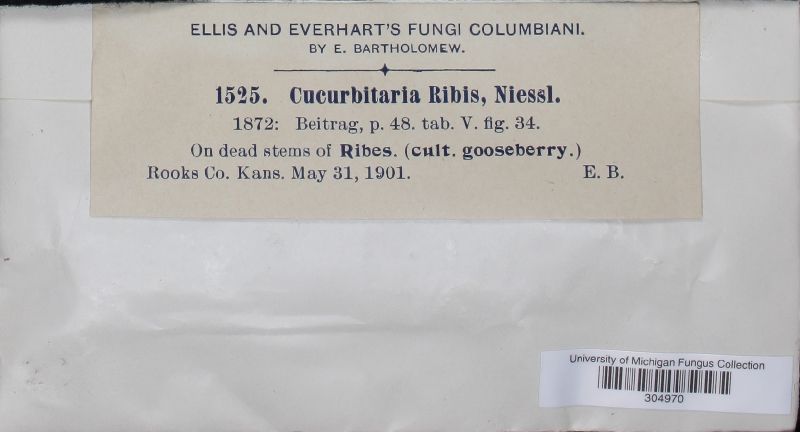 ELLIS AND EVERHART'S FUNGI COLUMBIANI.
BY E. BARTHOLOMEW.
1525. Cucurbitaria Ribis, Niessl.
1872: Beitrag, p. 48. tab. V. fig. 34.
On dead stems of Ribes. (cult. gooseberry.)
Rooks Co. Kans. May 31, 1901. E. B.
University of Michigan Fungus Collection
304970